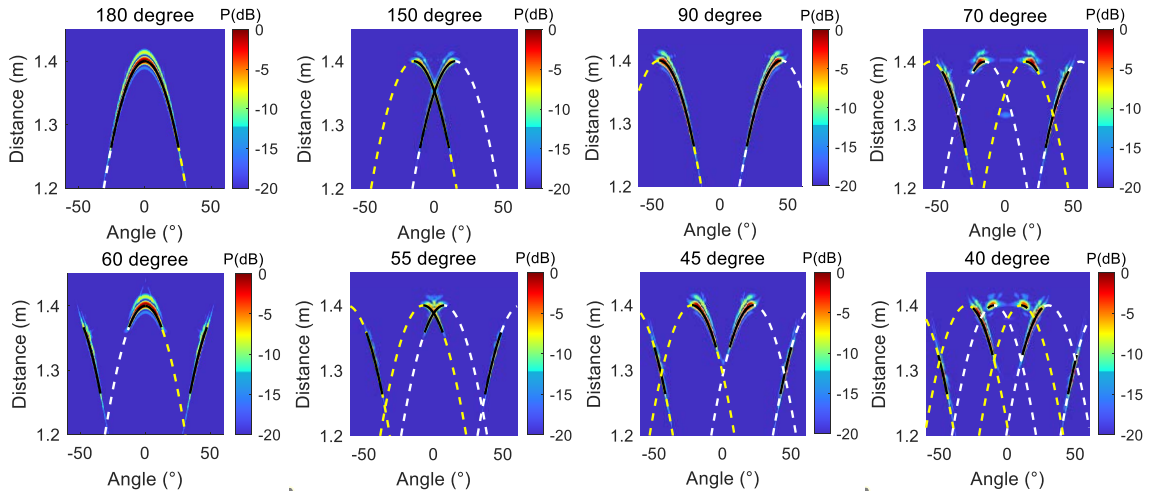 180 degree P(dB) 150 degree P(dB) 90 degree P(dB) 70 degree P(dB)
0 0 0 0
1.4 1.4 1.4 1.4
-5 -5 -5 -5
Distance (m) Distance (m) Distance (m) Distance (m)
1.3 -10 1.3 -10 1.3 -10 1.3 -10
-15 -15 -15 -15
1.2 -20 1.2 -20 1.2 -20 1.2 -20
-50 0 50 -50 0 50 -50 0 50 -50 0 50
Angle (°) Angle (°) Angle (°) Angle (°)
60 degree P(dB) 55 degree P(dB) 45 degree P(dB) 40 degree P(dB)
0 0 0 0
1.4 1.4 1.4 1.4
-5 -5 -5 -5
Distance (m) Distance (m) Distance (m) Distance (m)
1.3 -10 1.3 -10 1.3 -10 1.3 -10
-15 -15 -15 -15
1.2 -20 1.2 -20 1.2 -20 1.2 -20
-50 0 50 -50 0 50 -50 0 50 -50 0 50
Angle (°) Angle (°) Angle (°) Angle (°)